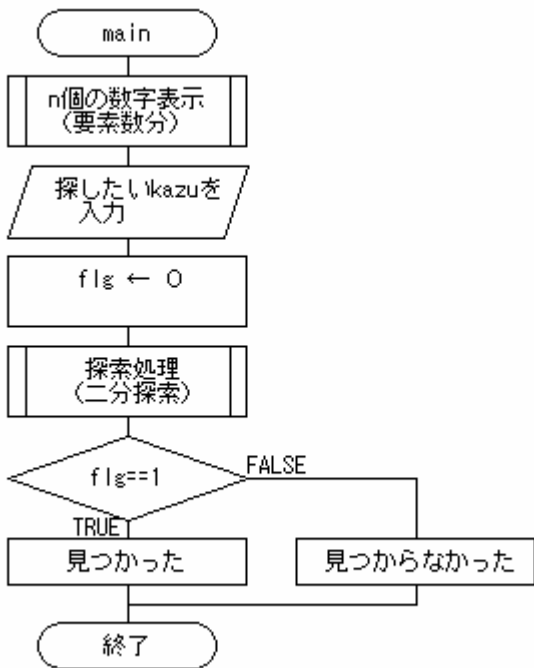 main
n個の数字表示
（要素数分）
探したいkazuを
入力
flg ← 0
探索処理
（二分探索）
flg==1
FALSE
TRUE
見つかった
見つからなかった
終了